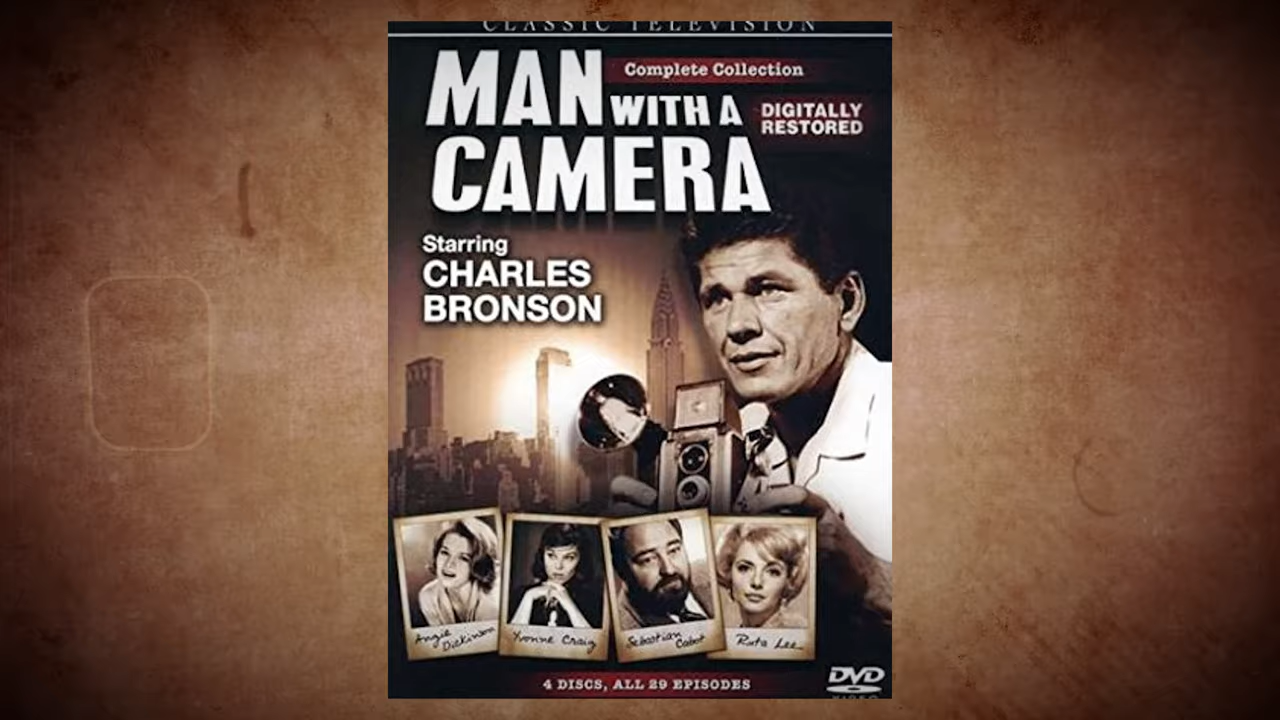 CLASSIC TELEVISION
MAN WITH A
CAMERA
Complete Collection
DIGITALLY
RESTORED
Starring
CHARLES
BRONSON
Angie
Dickinson
Yvonne Craig
Sebastian
Cabot
Ruta Lee
4 DISCS, ALL 29 EPISODES
DVD
VIDEO